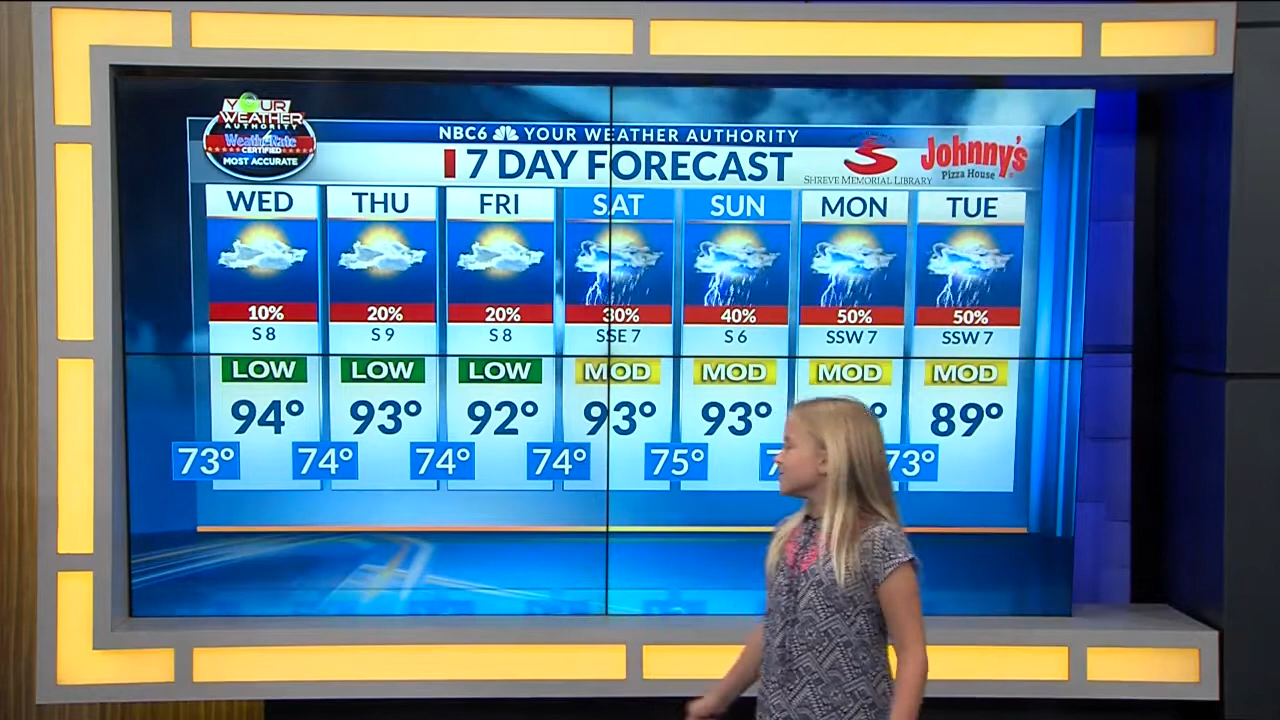 YOUR
WEATHER
AUTHORITY
WeatheRate
CERTIFIED
MOST ACCURATE
NBC6 YOUR WEATHER AUTHORITY
7 DAY FORECAST
SHREVE MEMORIAL LIBRARY
Johnny's
Pizza House
WED THU FRI SAT SUN MON TUE
10% 20% 20% 30% 40% 50% 50%
S 8 S 9 S 8 SSE 7 S 6 SSW 7 SSW 7
LOW LOW LOW MOD MOD MOD MOD
94° 93° 92° 93° 93° 89°
73° 74° 74° 74° 75° 73°